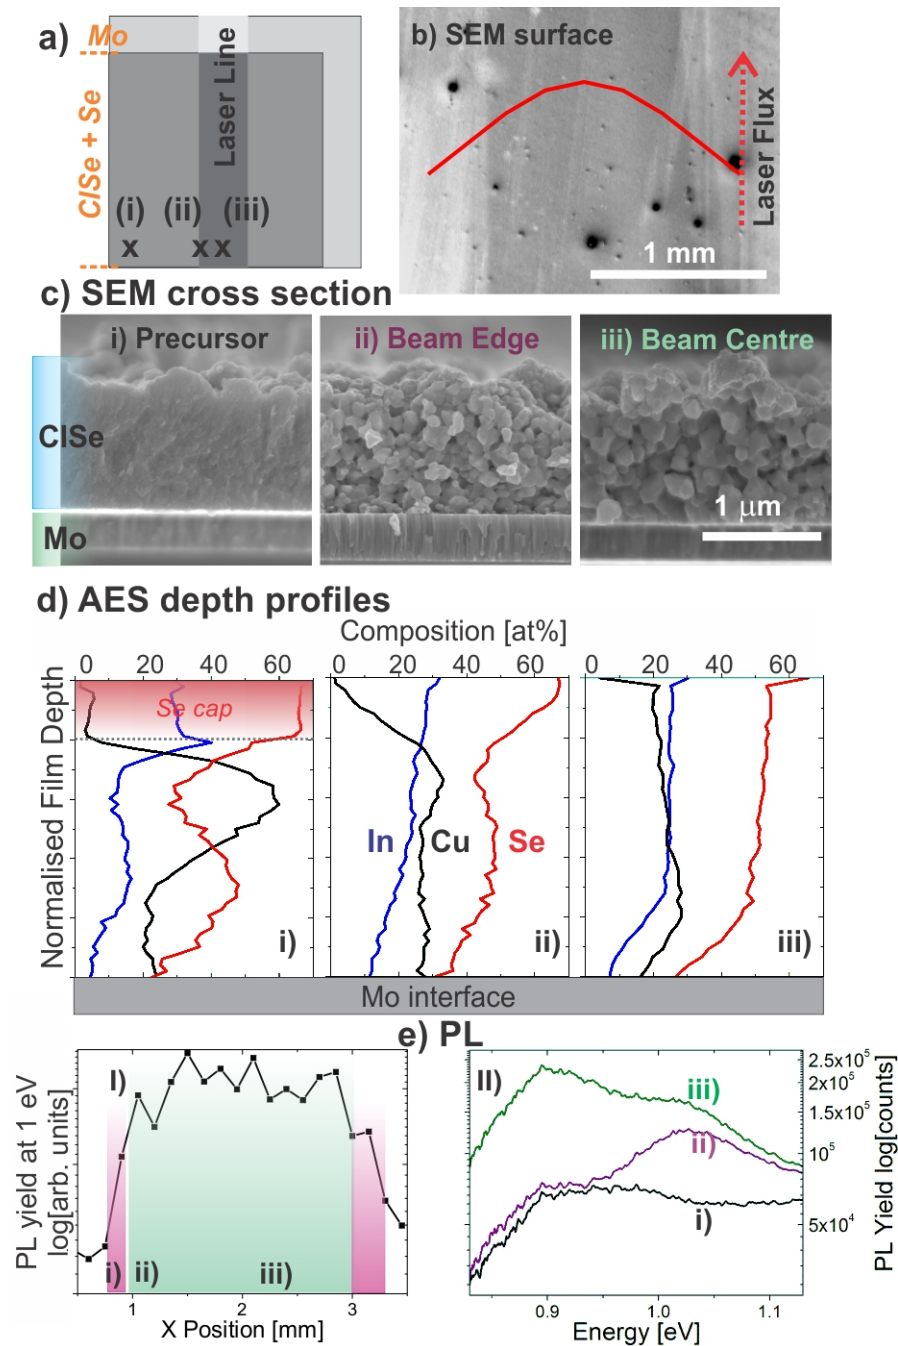 a)
Mo
CISe + Se
Laser Line
(i) (ii) (iii)
x x x
b) SEM surface
Laser Flux
1 mm
c) SEM cross section
i) Precursor
ii) Beam Edge
iii) Beam Centre
CISe
Mo
1 µm
d) AES depth profiles
Composition [at%]
0 20 40 60
0 20 40 60
0 20 40 60
Normalised Film Depth
Se cap
In Cu Se
i)
ii)
iii)
Mo interface
e) PL
I)
PL yield at 1 eV
log[arb. units]
i) ii) iii)
1 2 3
X Position [mm]
II)
iii)
ii)
i)
2.5x10⁵
2x10⁵
1.5x10⁵
10⁵
5x10⁴
PL Yield log[counts]
0.9 1.0 1.1
Energy [eV]